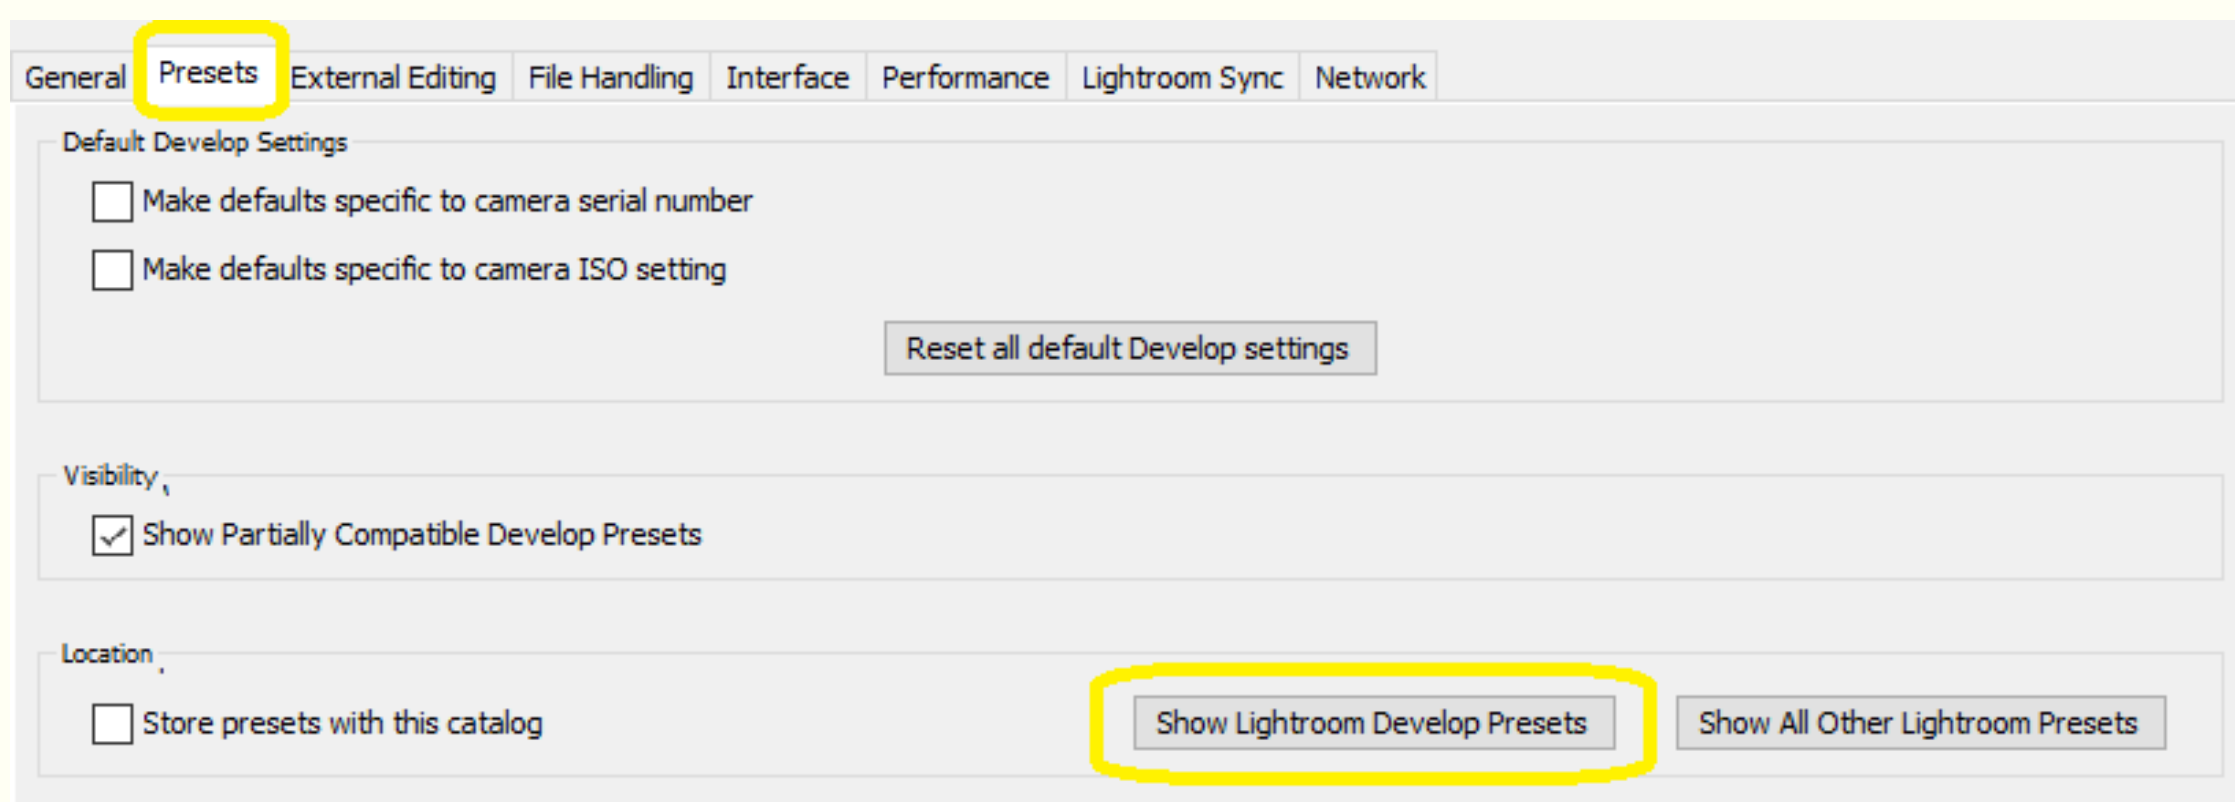 General Presets External Editing File Handling Interface Performance Lightroom Sync Network
Default Develop Settings
Make defaults specific to camera serial number
Make defaults specific to camera ISO setting
Reset all default Develop settings
Visibility
Show Partially Compatible Develop Presets
Location
Store presets with this catalog Show Lightroom Develop Presets Show All Other Lightroom Presets